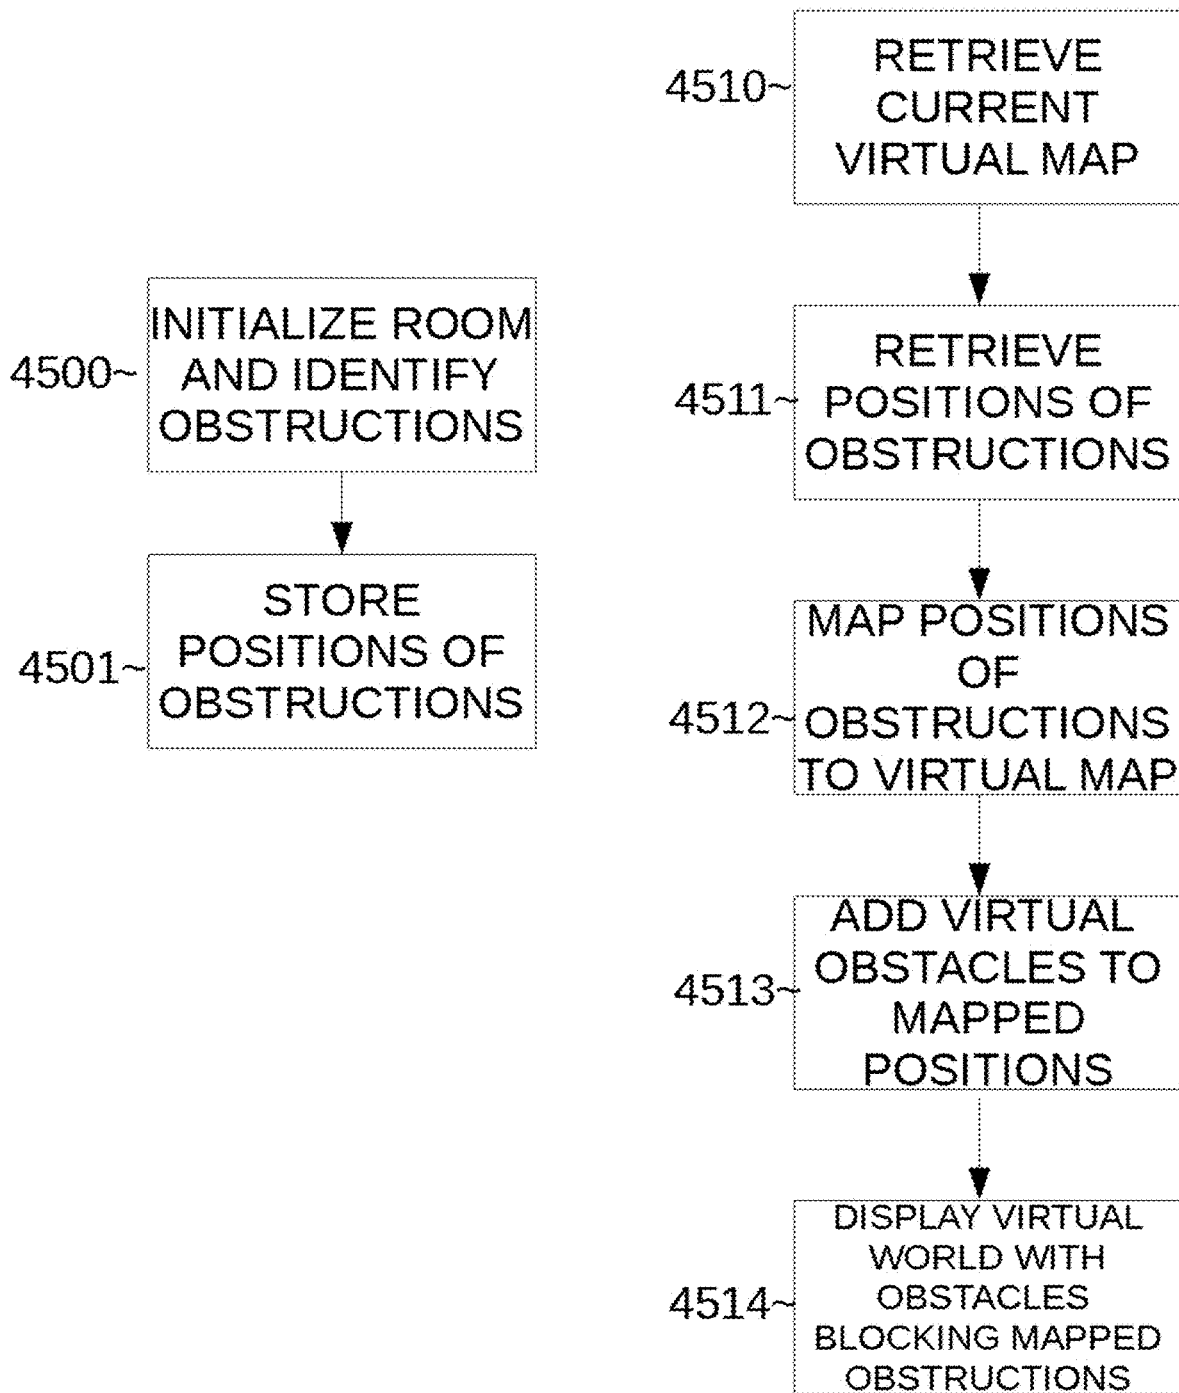 4500~
INITIALIZE ROOM
AND IDENTIFY
OBSTRUCTIONS
4501~
STORE
POSITIONS OF
OBSTRUCTIONS
4510~
RETRIEVE
CURRENT
VIRTUAL MAP
4511~
RETRIEVE
POSITIONS OF
OBSTRUCTIONS
4512~
MAP POSITIONS
OF
OBSTRUCTIONS
TO VIRTUAL MAP
4513~
ADD VIRTUAL
OBSTACLES TO
MAPPED
POSITIONS
4514~
DISPLAY VIRTUAL
WORLD WITH
OBSTACLES
BLOCKING MAPPED
OBSTRUCTIONS